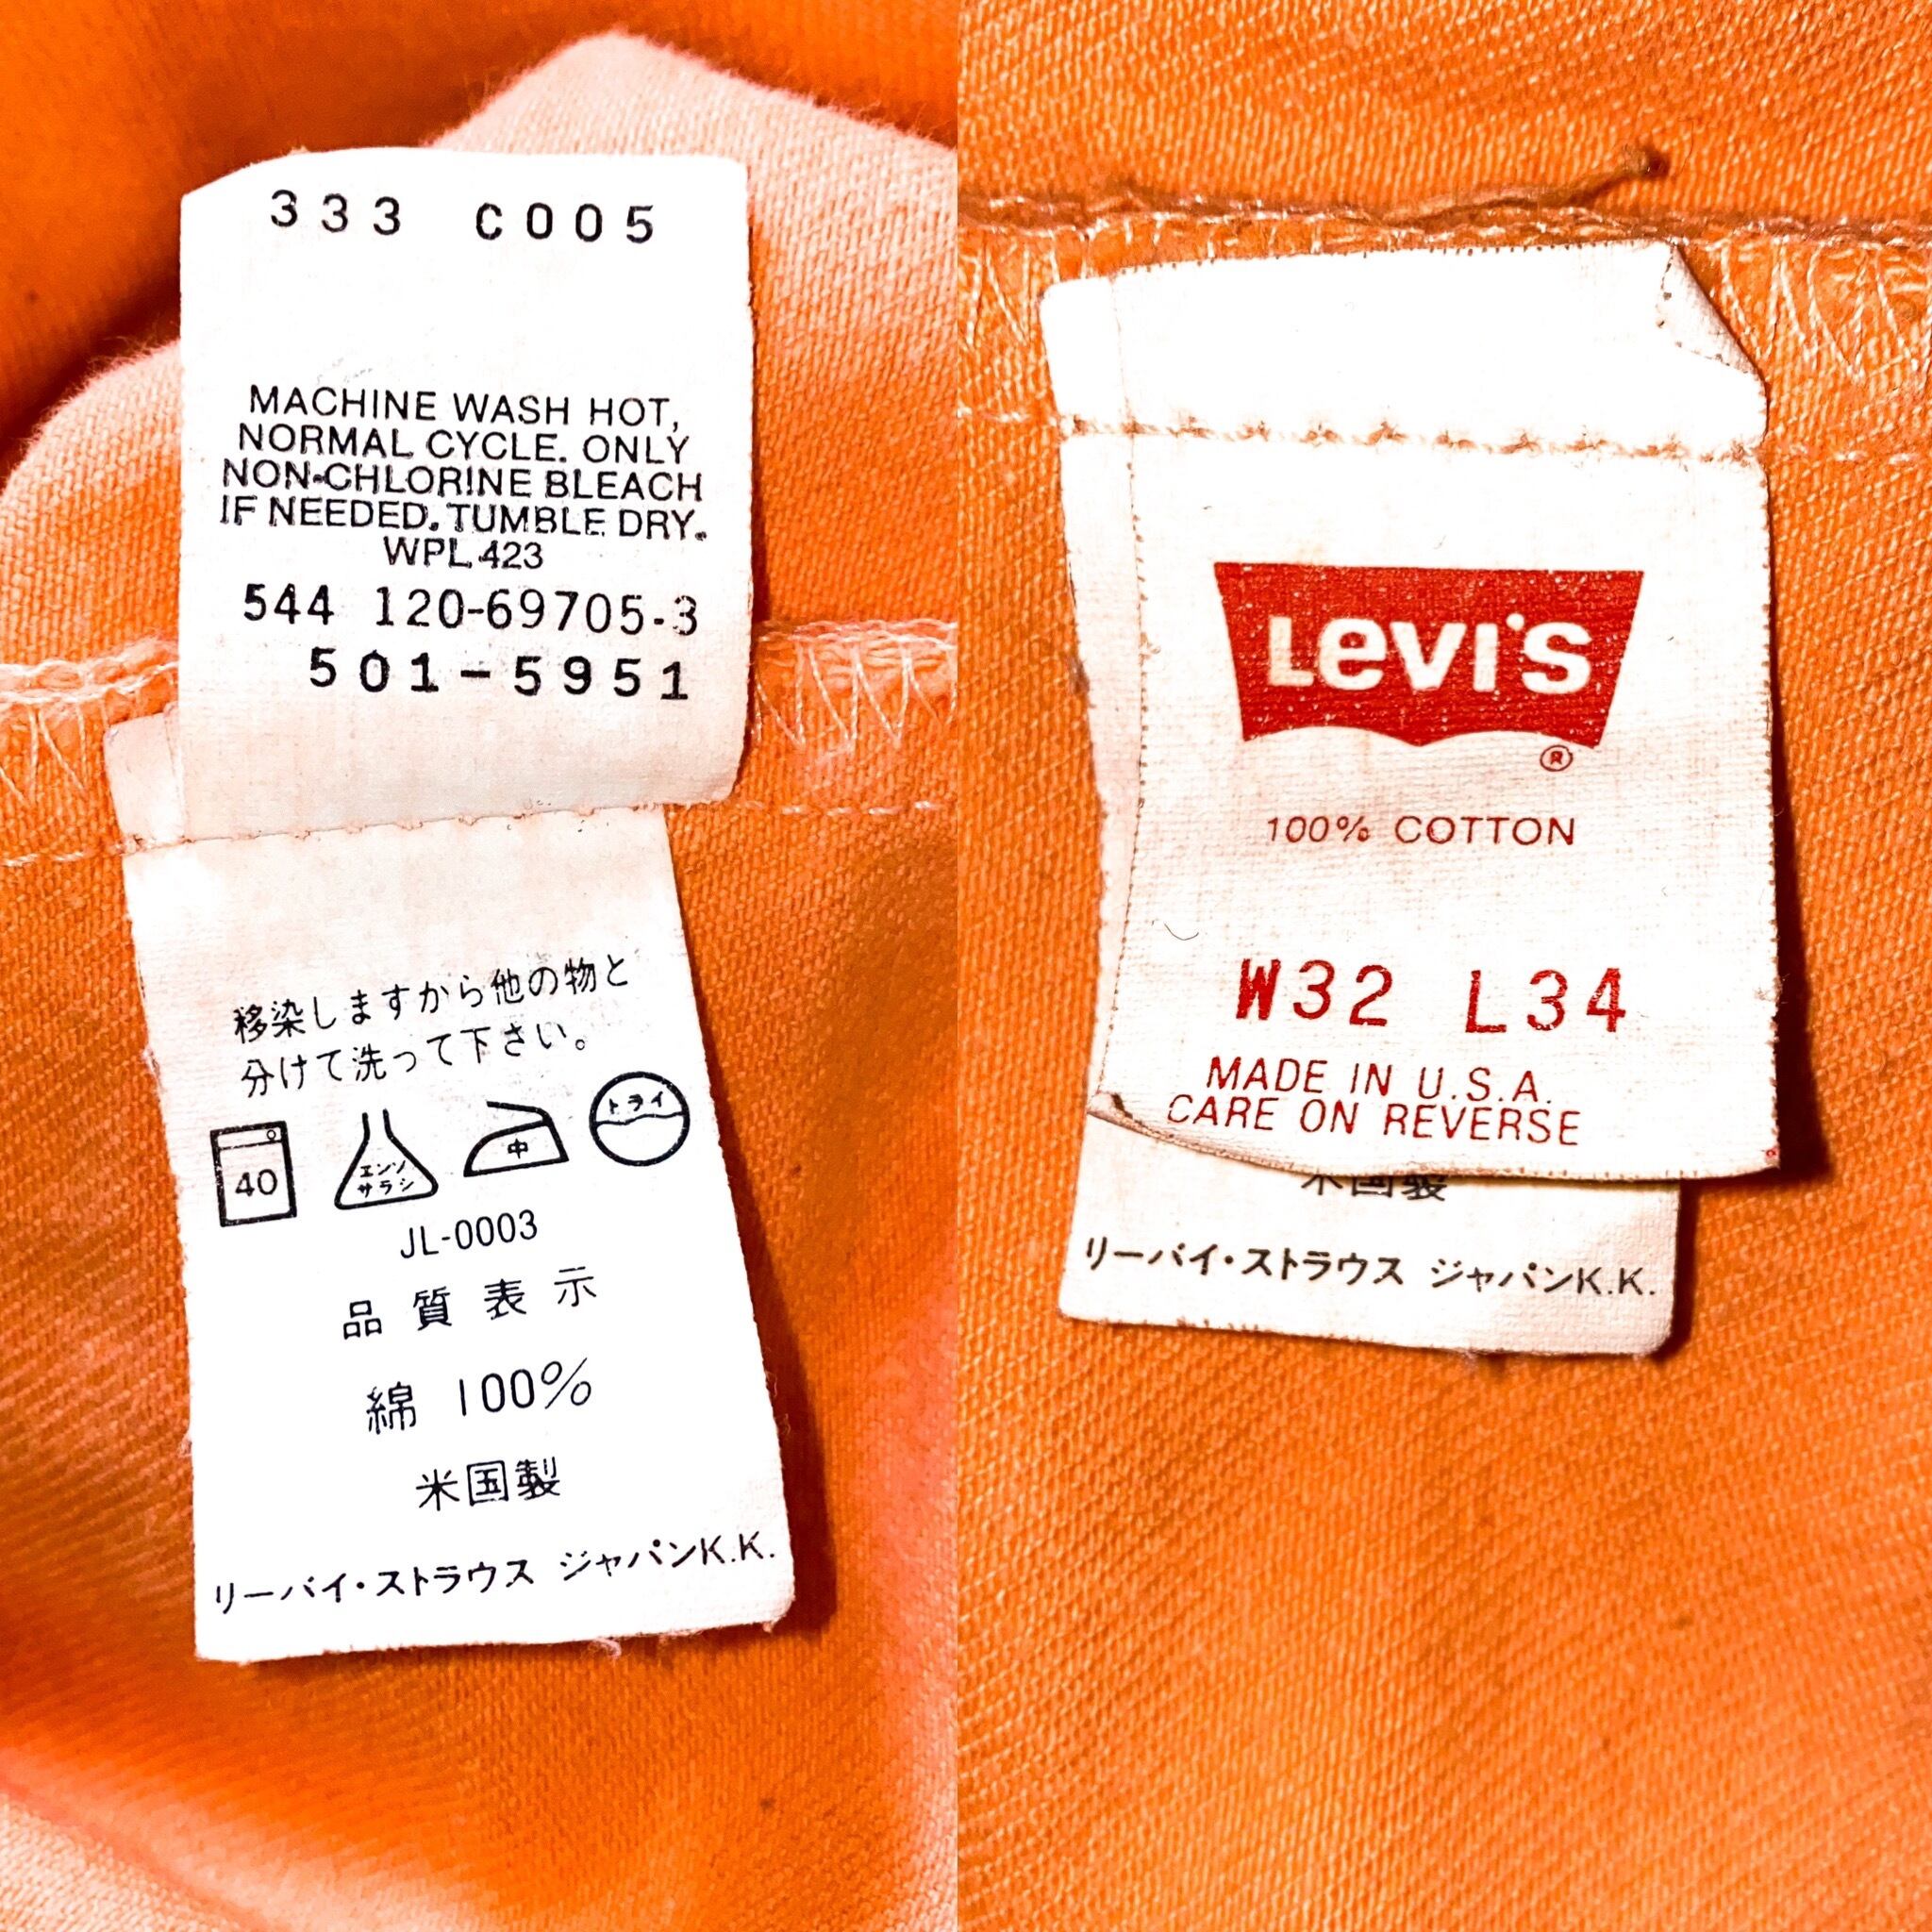 333 C005
MACHINE WASH HOT,
NORMAL CYCLE. ONLY
NON-CHLORINE BLEACH
IF NEEDED. TUMBLE DRY.
WPL 423
544 120-69705-3
501-5951
移染しますから他の物と
分けて洗って下さい。
40 エンソ サラシ 中 トライ
JL-0003
品質表示
綿 100%
米国製
リーバイ・ストラウス ジャパンK.K.
Levi's
®
100% COTTON
W32 L34
MADE IN U.S.A.
CARE ON REVERSE
米国製
リーバイ・ストラウス ジャパンK.K.